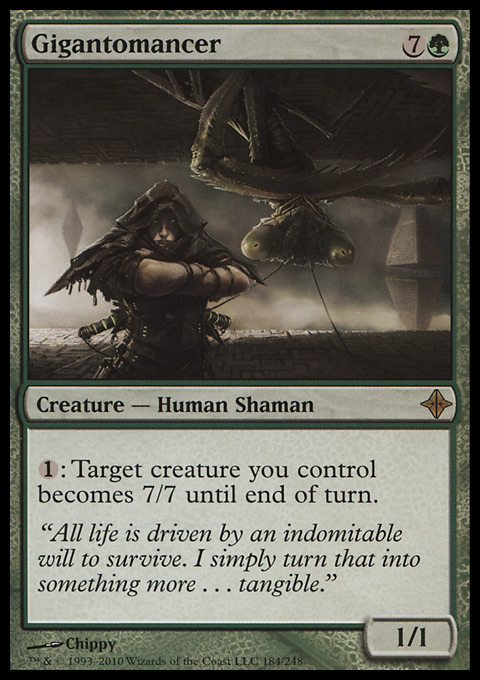 Gigantomancer 7
Creature — Human Shaman
1: Target creature you control
becomes 7/7 until end of turn.
“All life is driven by an indomitable
will to survive. I simply turn that into
something more . . . tangible.”
1/1
Chippy
™ & © 1993–2010 Wizards of the Coast LLC 184/248